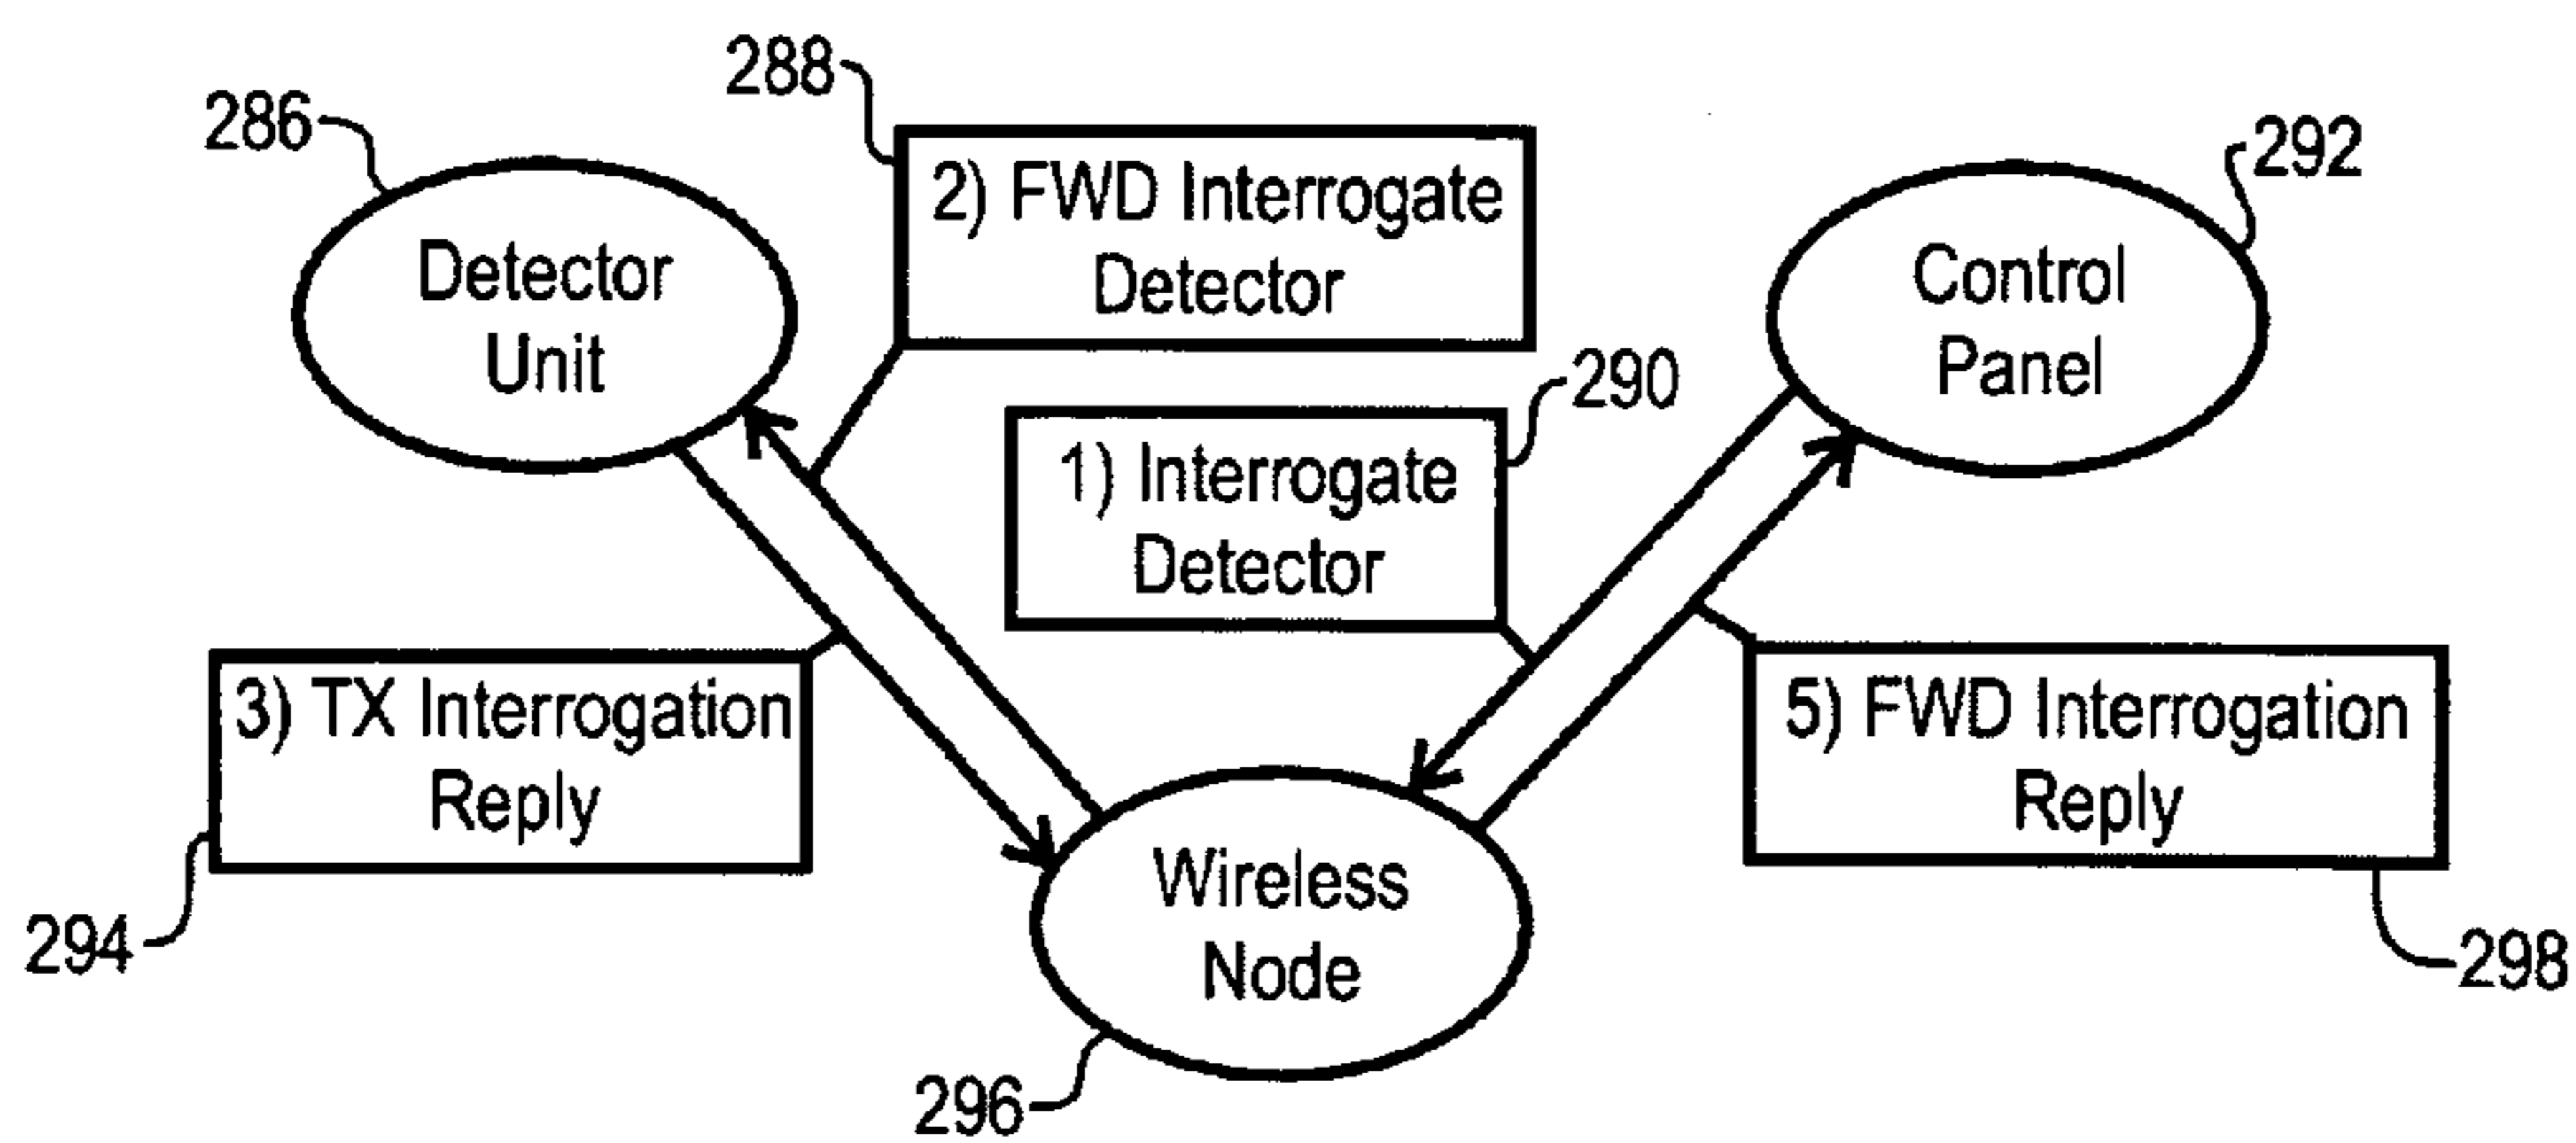 288
286
2) FWD Interrogate
Detector
292
Detector
Unit
Control
Panel
290
1) Interrogate
Detector
3) TX Interrogation
Reply
5) FWD Interrogation
Reply
294
Wireless
Node
298
296